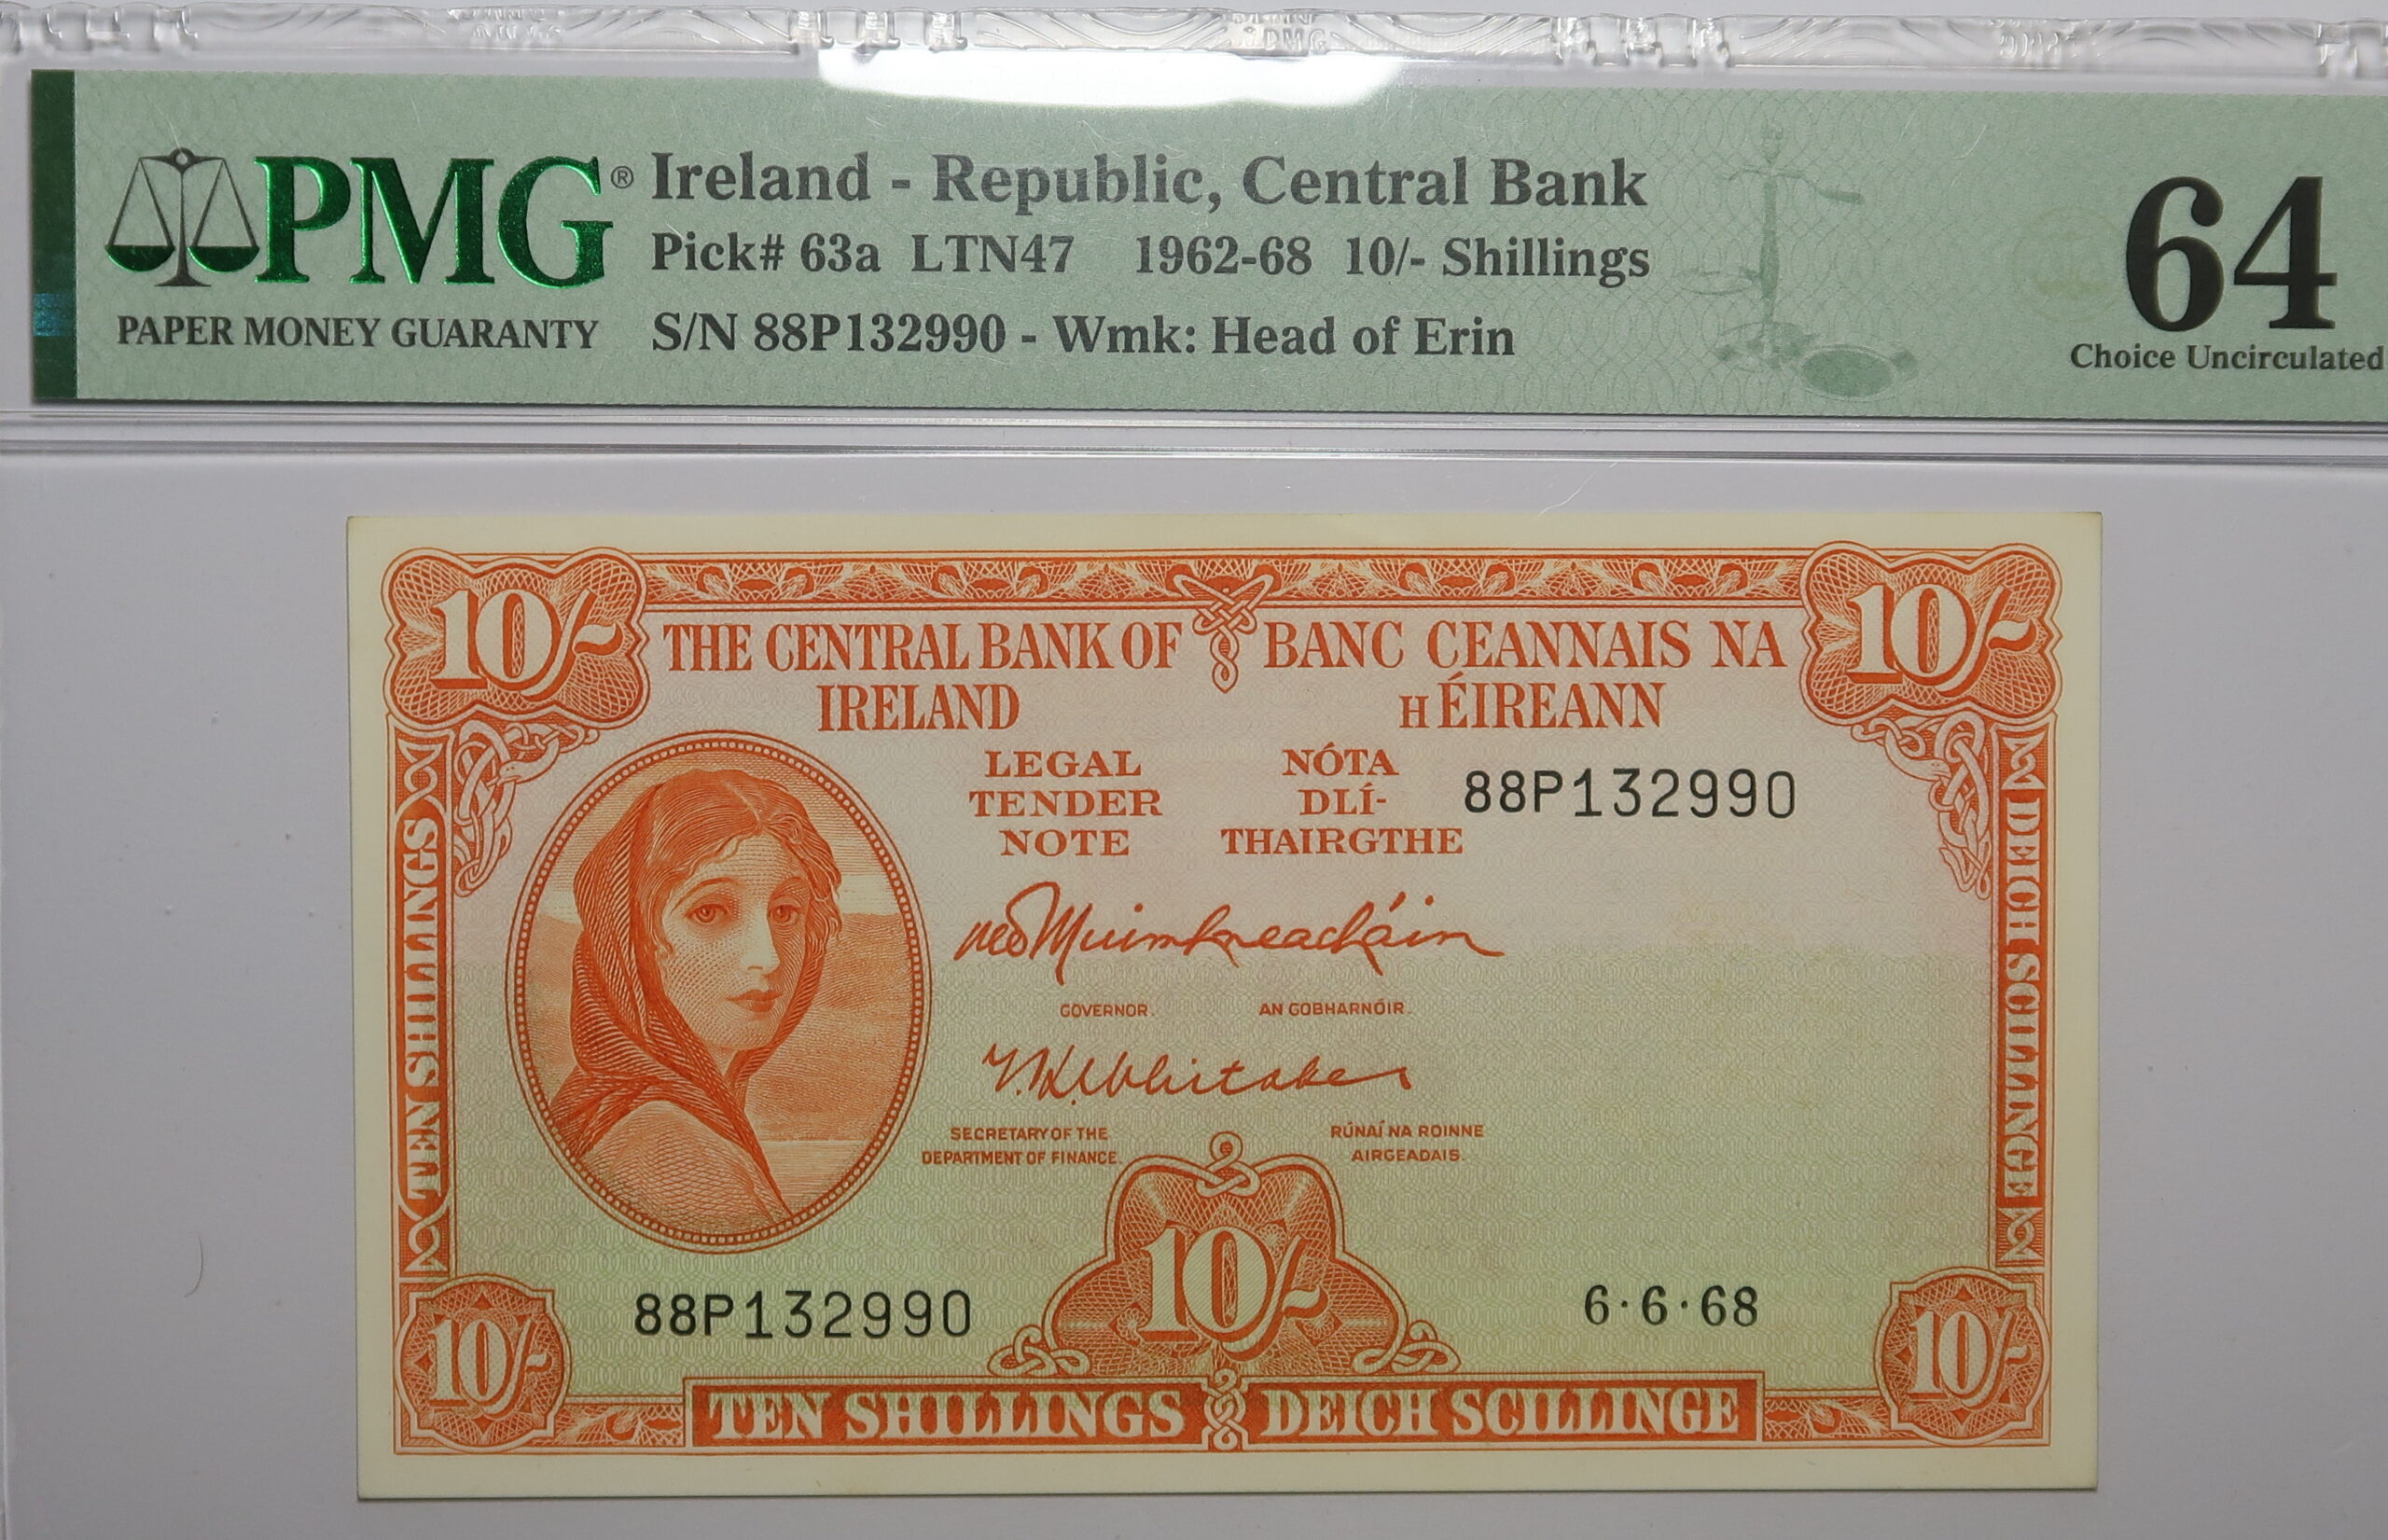 PMG®
PAPER MONEY GUARANTY
Ireland - Republic, Central Bank
Pick# 63a LTN47 1962-68 10/- Shillings
S/N 88P132990 - Wmk: Head of Erin
64
Choice Uncirculated
10/-
10/-
THE CENTRAL BANK OF
IRELAND
BANC CEANNAIS NA
H ÉIREANN
LEGAL
TENDER
NOTE
NÓTA
DLÍ-
THAIRGTHE
88P132990
TEN SHILLINGS
DEICH SCILLINGE
GOVERNOR.
AN GOBHARNÓIR.
T.K. Whitaker
SECRETARY OF THE
DEPARTMENT OF FINANCE.
RÚNAÍ NA ROINNE
AIRGEADAIS.
88P132990
10/-
6·6·68
10/-
10/-
TEN SHILLINGS
DEICH SCILLINGE